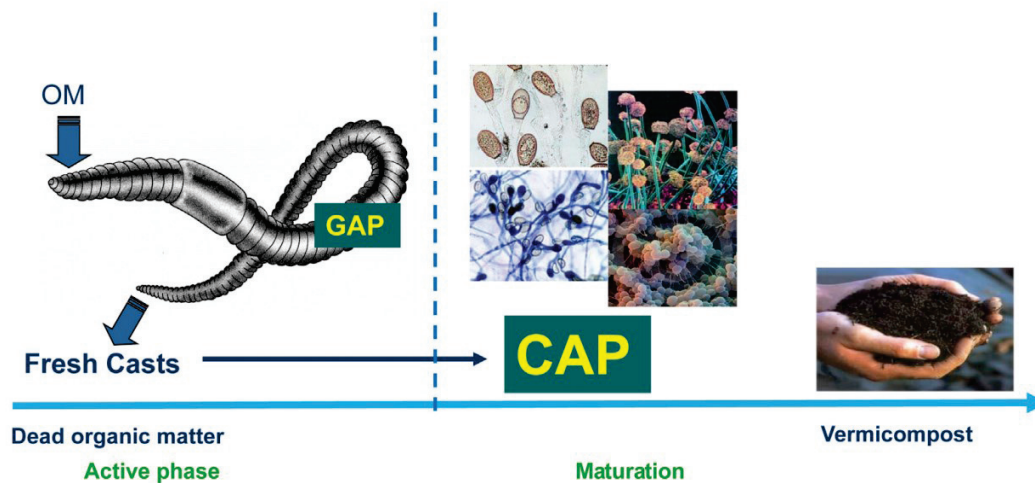 OM
GAP
Fresh Casts
CAP
Dead organic matter
Vermicompost
Active phase
Maturation